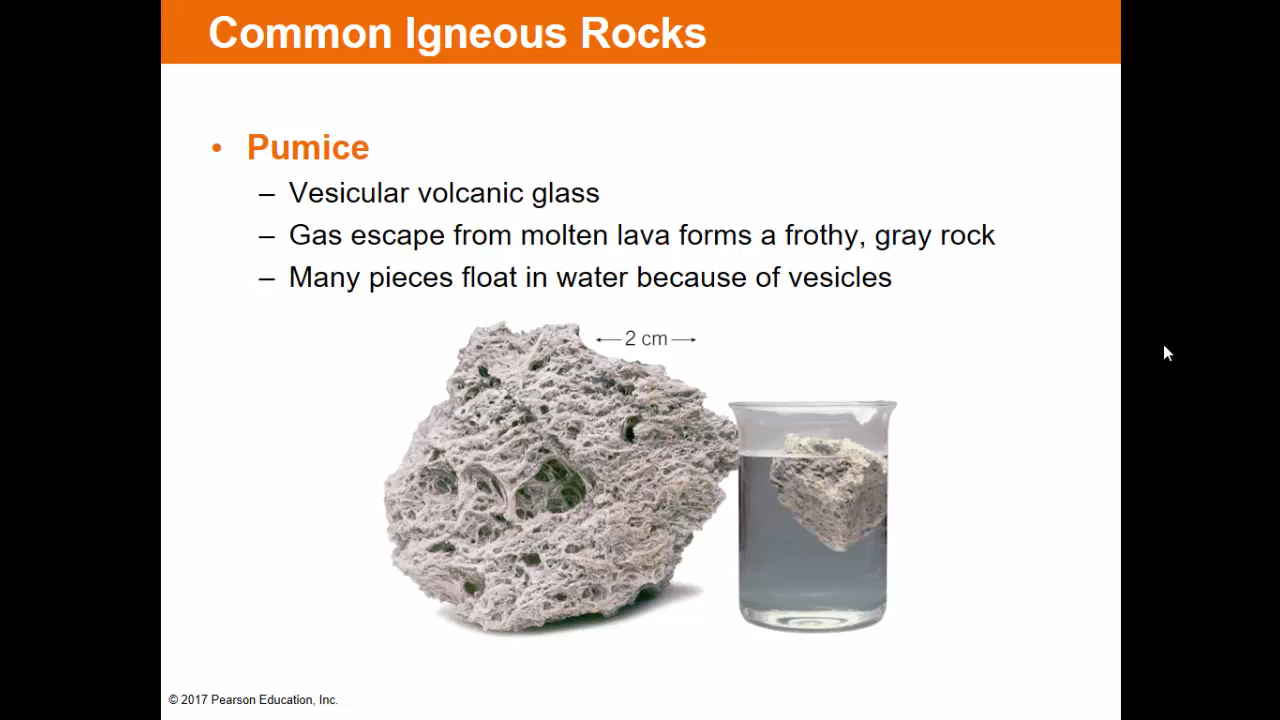 Common Igneous Rocks
• Pumice
– Vesicular volcanic glass
– Gas escape from molten lava forms a frothy, gray rock
– Many pieces float in water because of vesicles
2 cm
© 2017 Pearson Education, Inc.